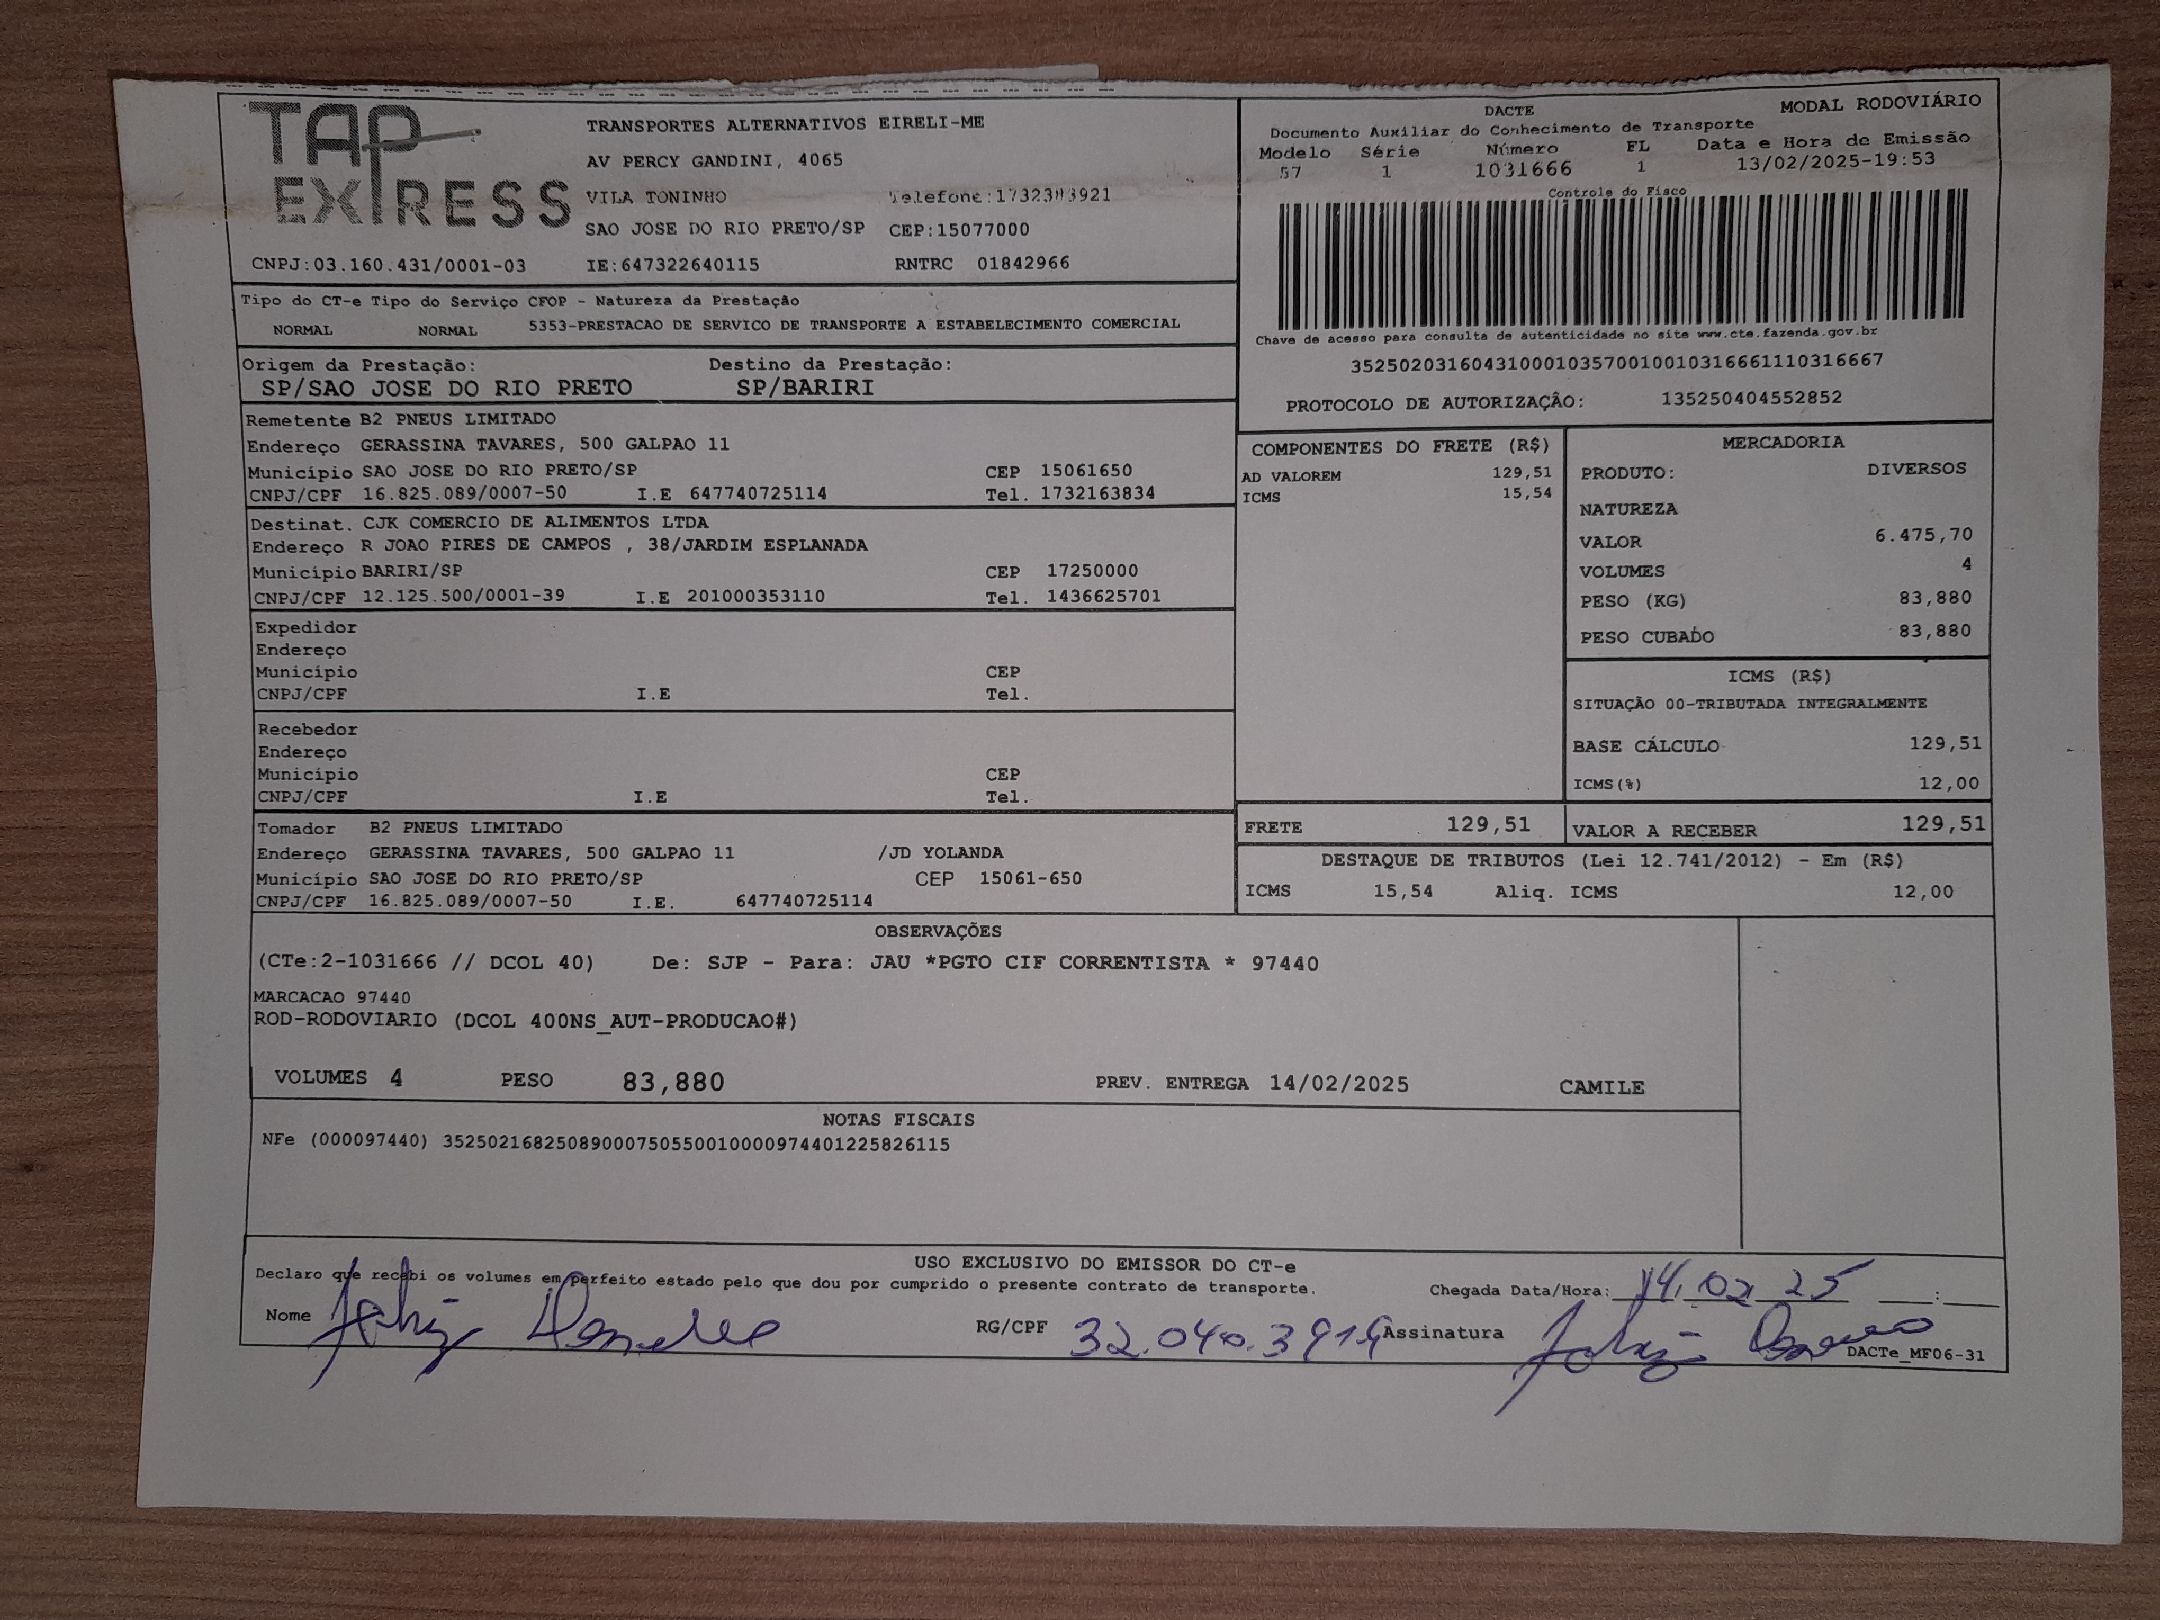 TAP EXPRESS
TRANSPORTES ALTERNATIVOS EIRELI-ME
AV PERCY GANDINI, 4065
VILA TONINHO Telefone:1732383921
SAO JOSE DO RIO PRETO/SP CEP:15077000
CNPJ:03.160.431/0001-03 IE:647322640115 RNTRC 01842966
DACTE MODAL RODOVIÁRIO
Documento Auxiliar do Conhecimento de Transporte
Modelo Série Número FL Data e Hora de Emissão
57 1 1031666 1 13/02/2025-19:53
Controle do Fisco
Chave de acesso para consulta de autenticidade no site www.cte.fazenda.gov.br
35250203160431000103570010010316661110316667
PROTOCOLO DE AUTORIZAÇÃO: 135250404552852
Tipo do CT-e Tipo do Serviço CFOP - Natureza da Prestação
NORMAL NORMAL 5353-PRESTACAO DE SERVICO DE TRANSPORTE A ESTABELECIMENTO COMERCIAL
Origem da Prestação: Destino da Prestação:
SP/SAO JOSE DO RIO PRETO SP/BARIRI
Remetente B2 PNEUS LIMITADO
Endereço GERASSINA TAVARES, 500 GALPAO 11
Município SAO JOSE DO RIO PRETO/SP CEP 15061650
CNPJ/CPF 16.825.089/0007-50 I.E 647740725114 Tel. 1732163834
Destinat. CJK COMERCIO DE ALIMENTOS LTDA
Endereço R JOAO PIRES DE CAMPOS , 38/JARDIM ESPLANADA
Município BARIRI/SP CEP 17250000
CNPJ/CPF 12.125.500/0001-39 I.E 201000353110 Tel. 1436625701
Expedidor
Endereço
Município CEP
CNPJ/CPF I.E Tel.
Recebedor
Endereço
Município CEP
CNPJ/CPF I.E Tel.
Tomador B2 PNEUS LIMITADO
Endereço GERASSINA TAVARES, 500 GALPAO 11 /JD YOLANDA
Município SAO JOSE DO RIO PRETO/SP CEP 15061-650
CNPJ/CPF 16.825.089/0007-50 I.E. 647740725114
COMPONENTES DO FRETE (R$)
AD VALOREM 129,51
ICMS 15,54
MERCADORIA
PRODUTO: DIVERSOS
NATUREZA
VALOR 6.475,70
VOLUMES 4
PESO (KG) 83,880
PESO CUBADO 83,880
ICMS (R$)
SITUAÇÃO 00-TRIBUTADA INTEGRALMENTE
BASE CÁLCULO 129,51
ICMS(%) 12,00
FRETE 129,51 VALOR A RECEBER 129,51
DESTAQUE DE TRIBUTOS (Lei 12.741/2012) - Em (R$)
ICMS 15,54 Aliq. ICMS 12,00
OBSERVAÇÕES
(CTe:2-1031666 // DCOL 40) De: SJP - Para: JAU *PGTO CIF CORRENTISTA * 97440
MARCACAO 97440
ROD-RODOVIARIO (DCOL 400NS_AUT-PRODUCAO#)
VOLUMES 4 PESO 83,880 PREV. ENTREGA 14/02/2025 CAMILE
NOTAS FISCAIS
NFe (000097440) 35250216825089000750550010000974401225826115
USO EXCLUSIVO DO EMISSOR DO CT-e
Declaro que recebi os volumes em perfeito estado pelo que dou por cumprido o presente contrato de transporte. Chegada Data/Hora: 14.02 25 __:__
Nome RG/CPF 32.040.391 Assinatura
DACTe_MF06-31